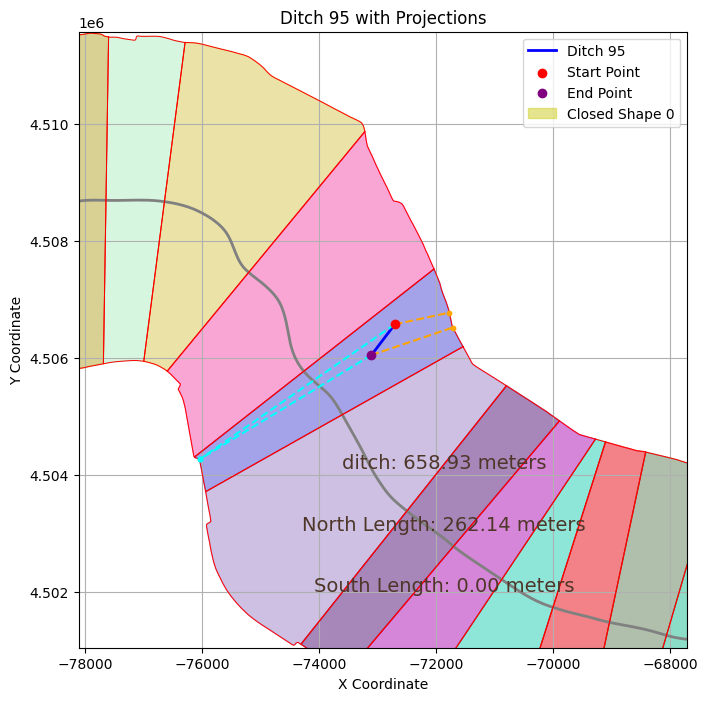 Ditch 95 with Projections
1e6
Ditch 95
Start Point
End Point
Closed Shape 0
4.510
4.508
4.506
4.504
4.502
Y Coordinate
ditch: 658.93 meters
North Length: 262.14 meters
South Length: 0.00 meters
−78000 −76000 −74000 −72000 −70000 −68000
X Coordinate